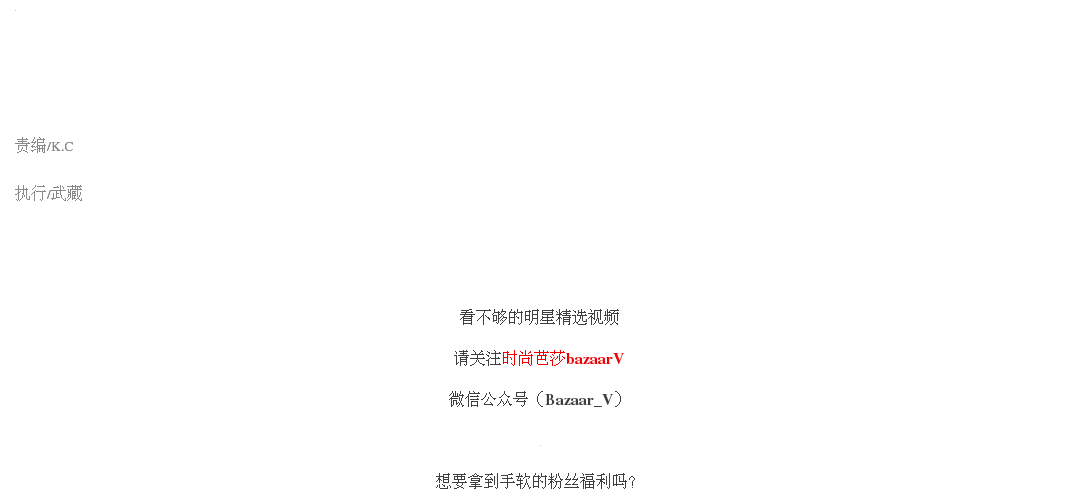 责编/K.C
执行/武藏
看不够的明星精选视频
请关注时尚芭莎bazaarV
微信公众号（Bazaar_V）
想要拿到手软的粉丝福利吗?